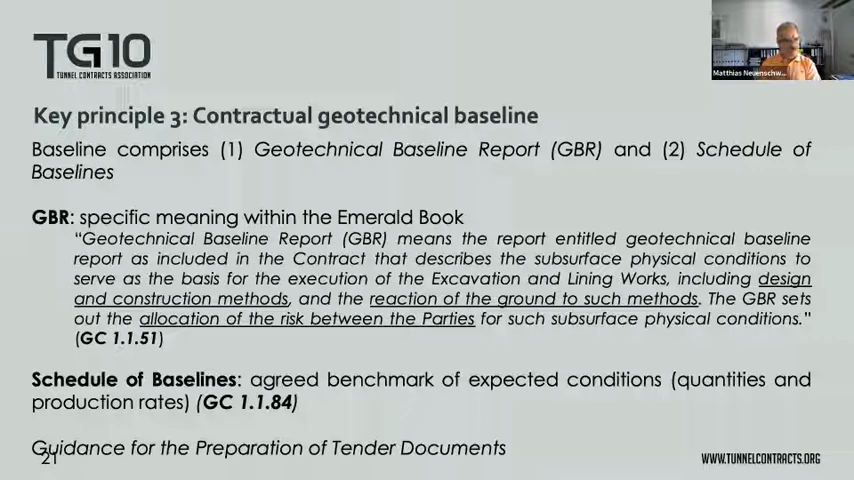 TG10
TUNNEL CONTRACTS ASSOCIATION
Matthias Neuenschw...
Key principle 3: Contractual geotechnical baseline
Baseline comprises (1) Geotechnical Baseline Report (GBR) and (2) Schedule of
Baselines
GBR: specific meaning within the Emerald Book
“Geotechnical Baseline Report (GBR) means the report entitled geotechnical baseline
report as included in the Contract that describes the subsurface physical conditions to
serve as the basis for the execution of the Excavation and Lining Works, including design
and construction methods, and the reaction of the ground to such methods. The GBR sets
out the allocation of the risk between the Parties for such subsurface physical conditions.”
(GC 1.1.51)
Schedule of Baselines: agreed benchmark of expected conditions (quantities and
production rates) (GC 1.1.84)
Guidance for the Preparation of Tender Documents
21
WWW.TUNNELCONTRACTS.ORG